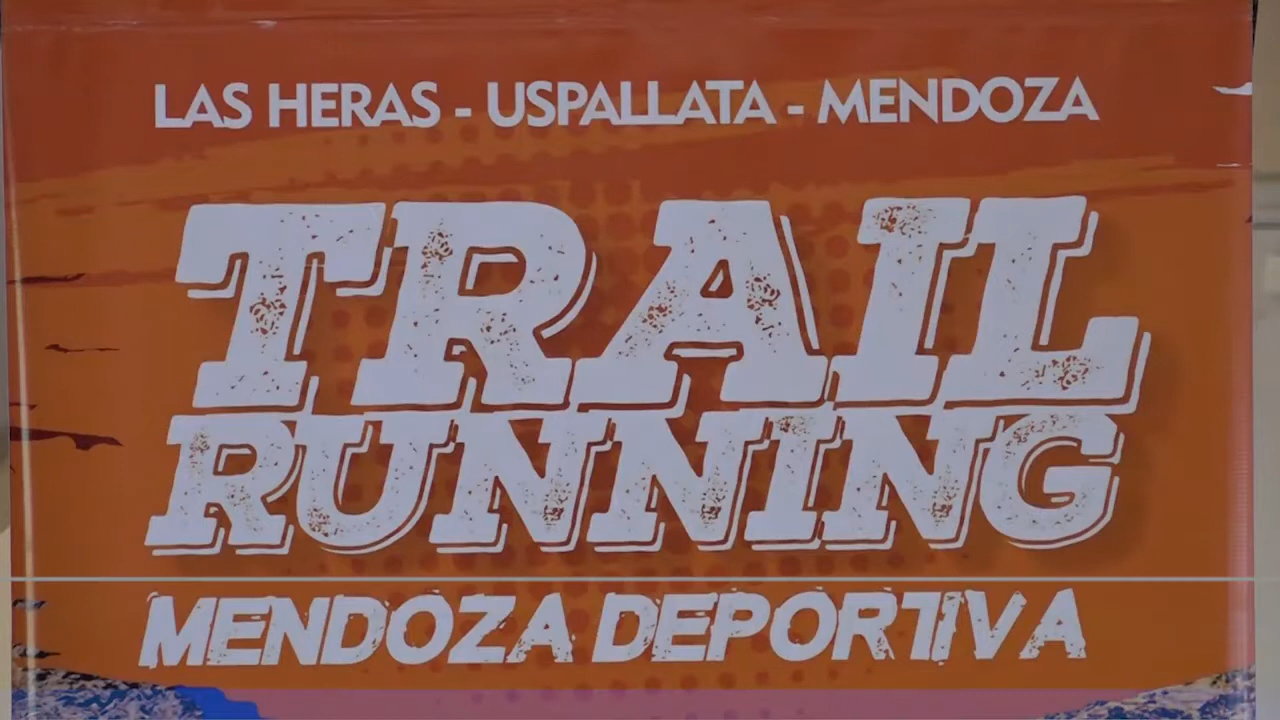 LAS HERAS - USPALLATA - MENDOZA
TRAIL
RUNNING
MENDOZA DEPORTIVA